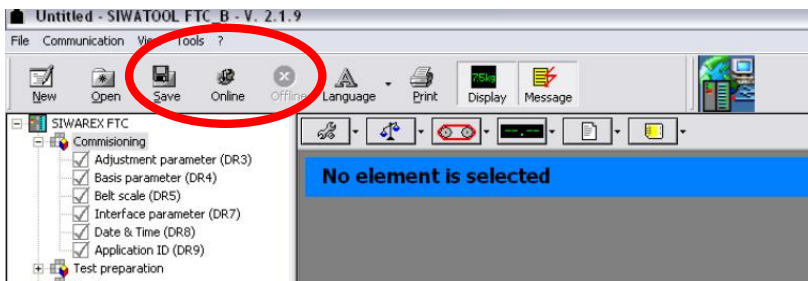 Untitled - SIWATOOL FTC_B - V. 2.1.9
File Communication View Tools ?
New Open Save Online Offline Language Print Display Message
7.5kg
SIWAREX FTC
Commisioning
Adjustment parameter (DR3)
Basis parameter (DR4)
Belt scale (DR5)
Interface parameter (DR7)
Date & Time (DR8)
Application ID (DR9)
Test preparation
No element is selected